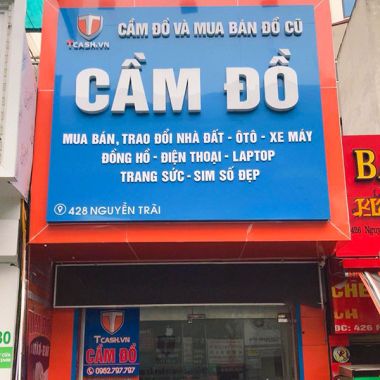 TCASH.VN
CẦM ĐỒ VÀ MUA BÁN ĐỒ CŨ
CẦM ĐỒ
MUA BÁN, TRAO ĐỔI NHÀ ĐẤT - ÔTÔ - XE MÁY
ĐỒNG HỒ - ĐIỆN THOẠI - LAPTOP
TRANG SỨC - SIM SỐ ĐẸP
428 NGUYỄN TRÃI
TCASH.VN
CẦM ĐỒ
0962.797.797